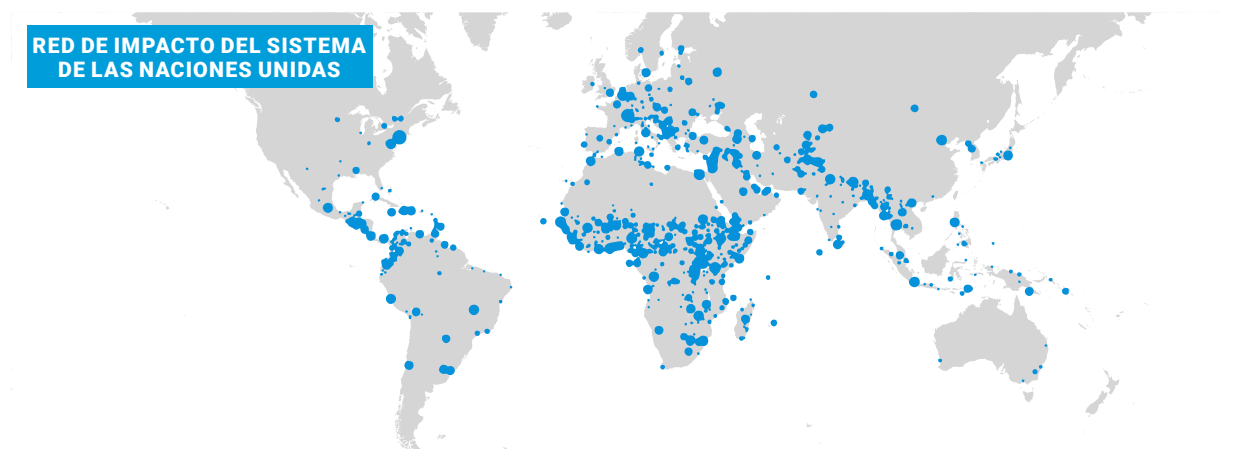 RED DE IMPACTO DEL SISTEMA
DE LAS NACIONES UNIDAS